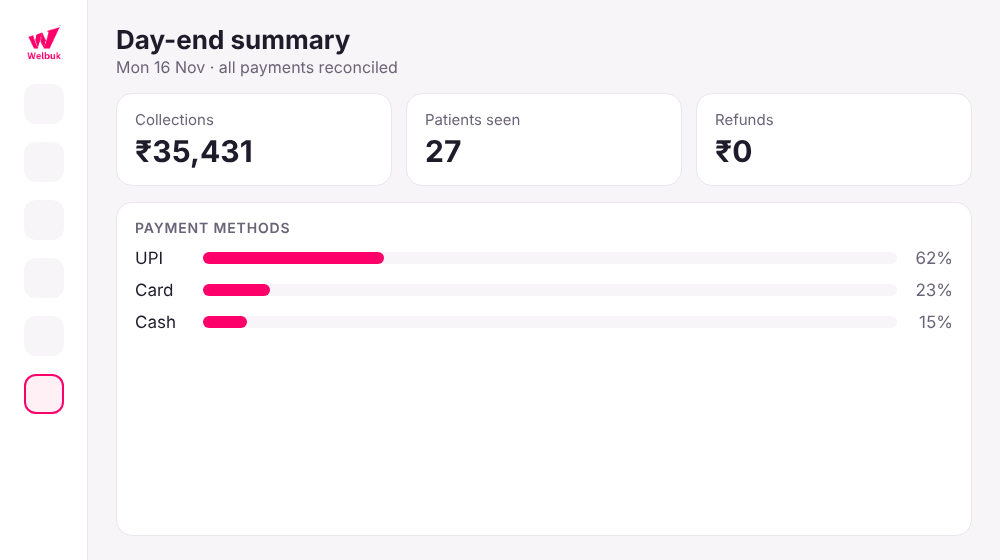 Welbuk
Day-end summary
Mon 16 Nov · all payments reconciled
Collections
₹35,431
Patients seen
27
Refunds
₹0
PAYMENT METHODS
UPI 62%
Card 23%
Cash 15%